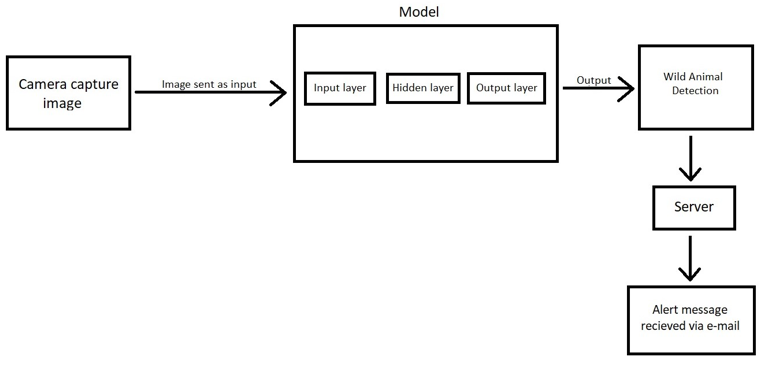 Model
Camera capture
image
Image sent as input
Input layer
Hidden layer
Output layer
Output
Wild Animal
Detection
Server
Alert message
recieved via e-mail